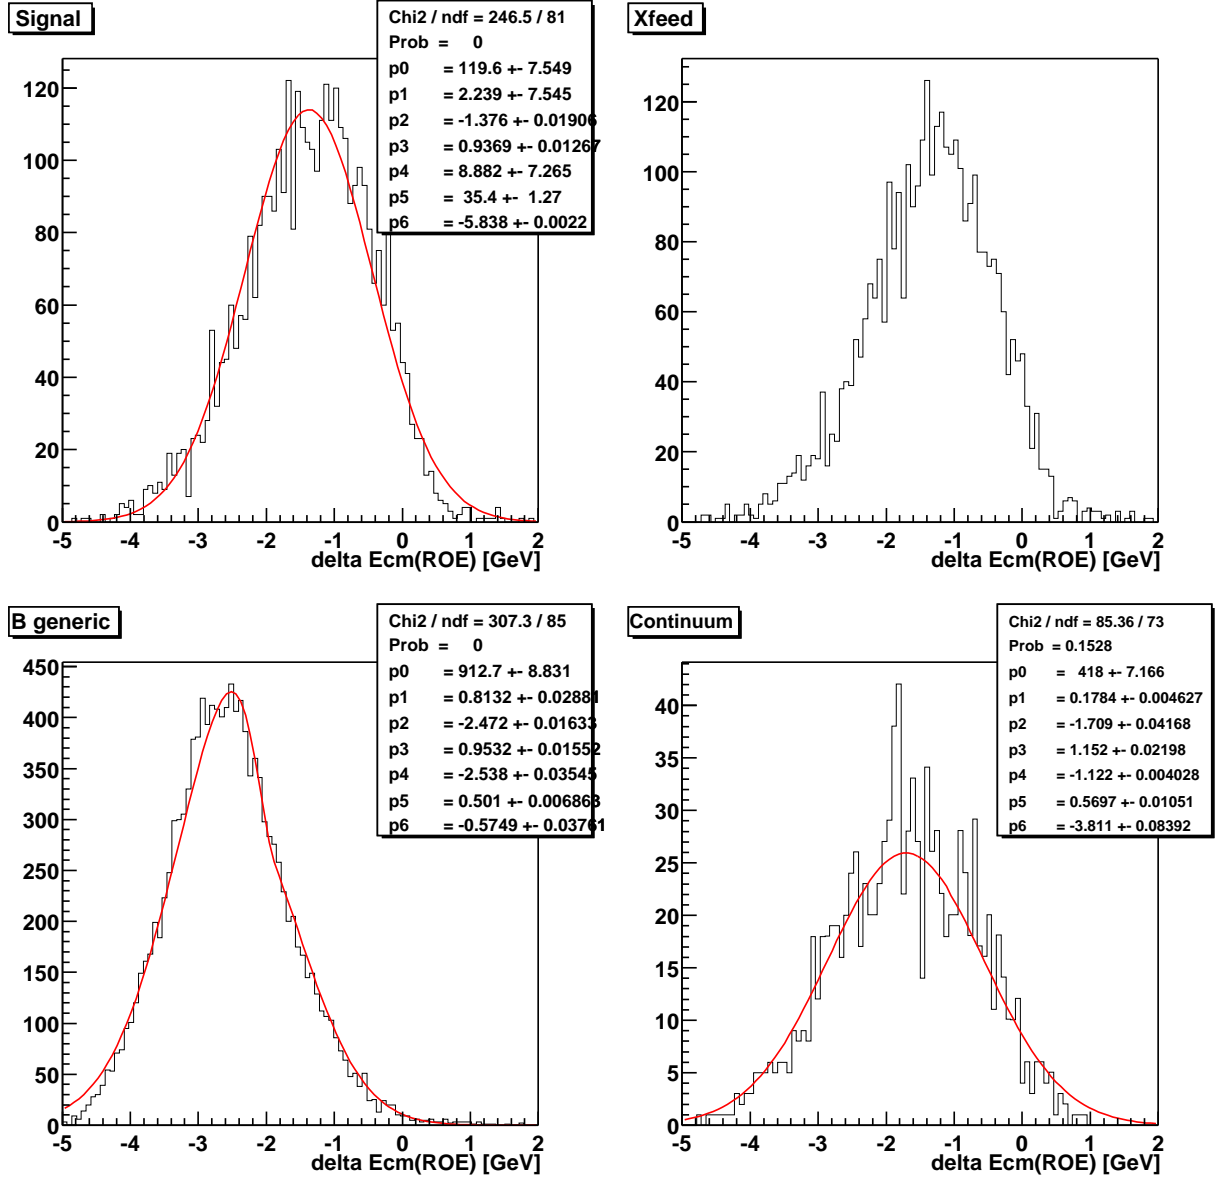 Signal
Chi2 / ndf = 246.5 / 81
Prob = 0
p0 = 119.6 +- 7.549
p1 = 2.239 +- 7.545
p2 = -1.376 +- 0.01906
p3 = 0.9369 +- 0.01267
p4 = 8.882 +- 7.265
p5 = 35.4 +- 1.27
p6 = -5.838 +- 0.0022
120
100
80
60
40
20
0
-5 -4 -3 -2 -1 0 1 2
delta Ecm(ROE) [GeV]
Xfeed
120
100
80
60
40
20
0
-5 -4 -3 -2 -1 0 1 2
delta Ecm(ROE) [GeV]
B generic
Chi2 / ndf = 307.3 / 85
Prob = 0
p0 = 912.7 +- 8.831
p1 = 0.8132 +- 0.02881
p2 = -2.472 +- 0.01633
p3 = 0.9532 +- 0.01552
p4 = -2.538 +- 0.03545
p5 = 0.501 +- 0.006863
p6 = -0.5749 +- 0.03761
450
400
350
300
250
200
150
100
50
0
-5 -4 -3 -2 -1 0 1 2
delta Ecm(ROE) [GeV]
Continuum
Chi2 / ndf = 85.36 / 73
Prob = 0.1528
p0 = 418 +- 7.166
p1 = 0.1784 +- 0.004627
p2 = -1.709 +- 0.04168
p3 = 1.152 +- 0.02198
p4 = -1.122 +- 0.004028
p5 = 0.5697 +- 0.01051
p6 = -3.811 +- 0.08392
40
35
30
25
20
15
10
5
0
-5 -4 -3 -2 -1 0 1 2
delta Ecm(ROE) [GeV]